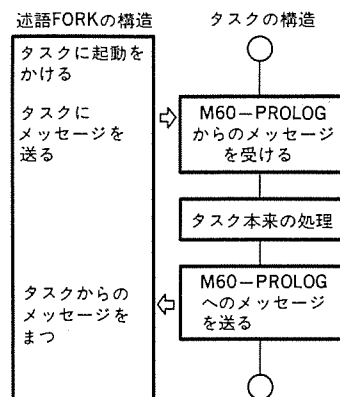 述語FORKの構造
タスクに起動を
かける
タスクに
メッセージを
送る
タスクからの
メッセージを
まつ
タスクの構造
M60-PROLOG
からのメッセージ
を受ける
タスク本来の処理
M60-PROLOG
へのメッセージ
を送る